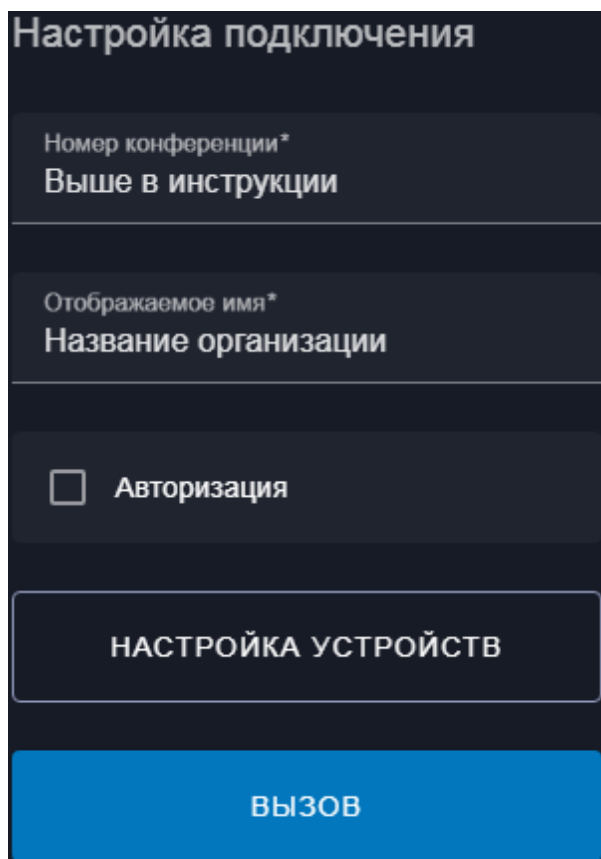 Настройка подключения
Номер конференции*
Выше в инструкции
Отображаемое имя*
Название организации
Авторизация
НАСТРОЙКА УСТРОЙСТВ
ВЫЗОВ